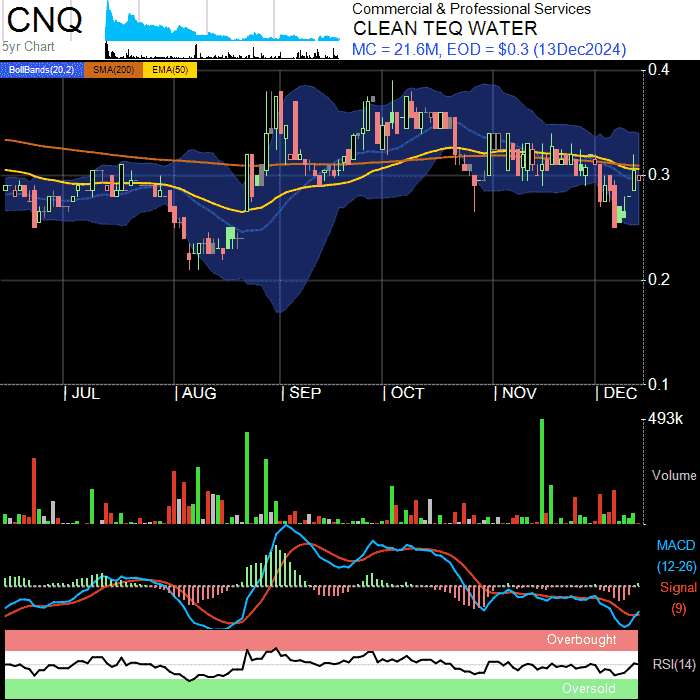 CNQ
5yr Chart
Commercial & Professional Services
CLEAN TEQ WATER
MC = 21.6M, EOD = $0.3 (13Dec2024)
BollBands(20,2) SMA(200) EMA(50)
0.4
0.3
0.2
0.1
JUL AUG SEP OCT NOV DEC
493k
Volume
MACD
(12-26)
Signal
(9)
Overbought
RSI(14)
Oversold